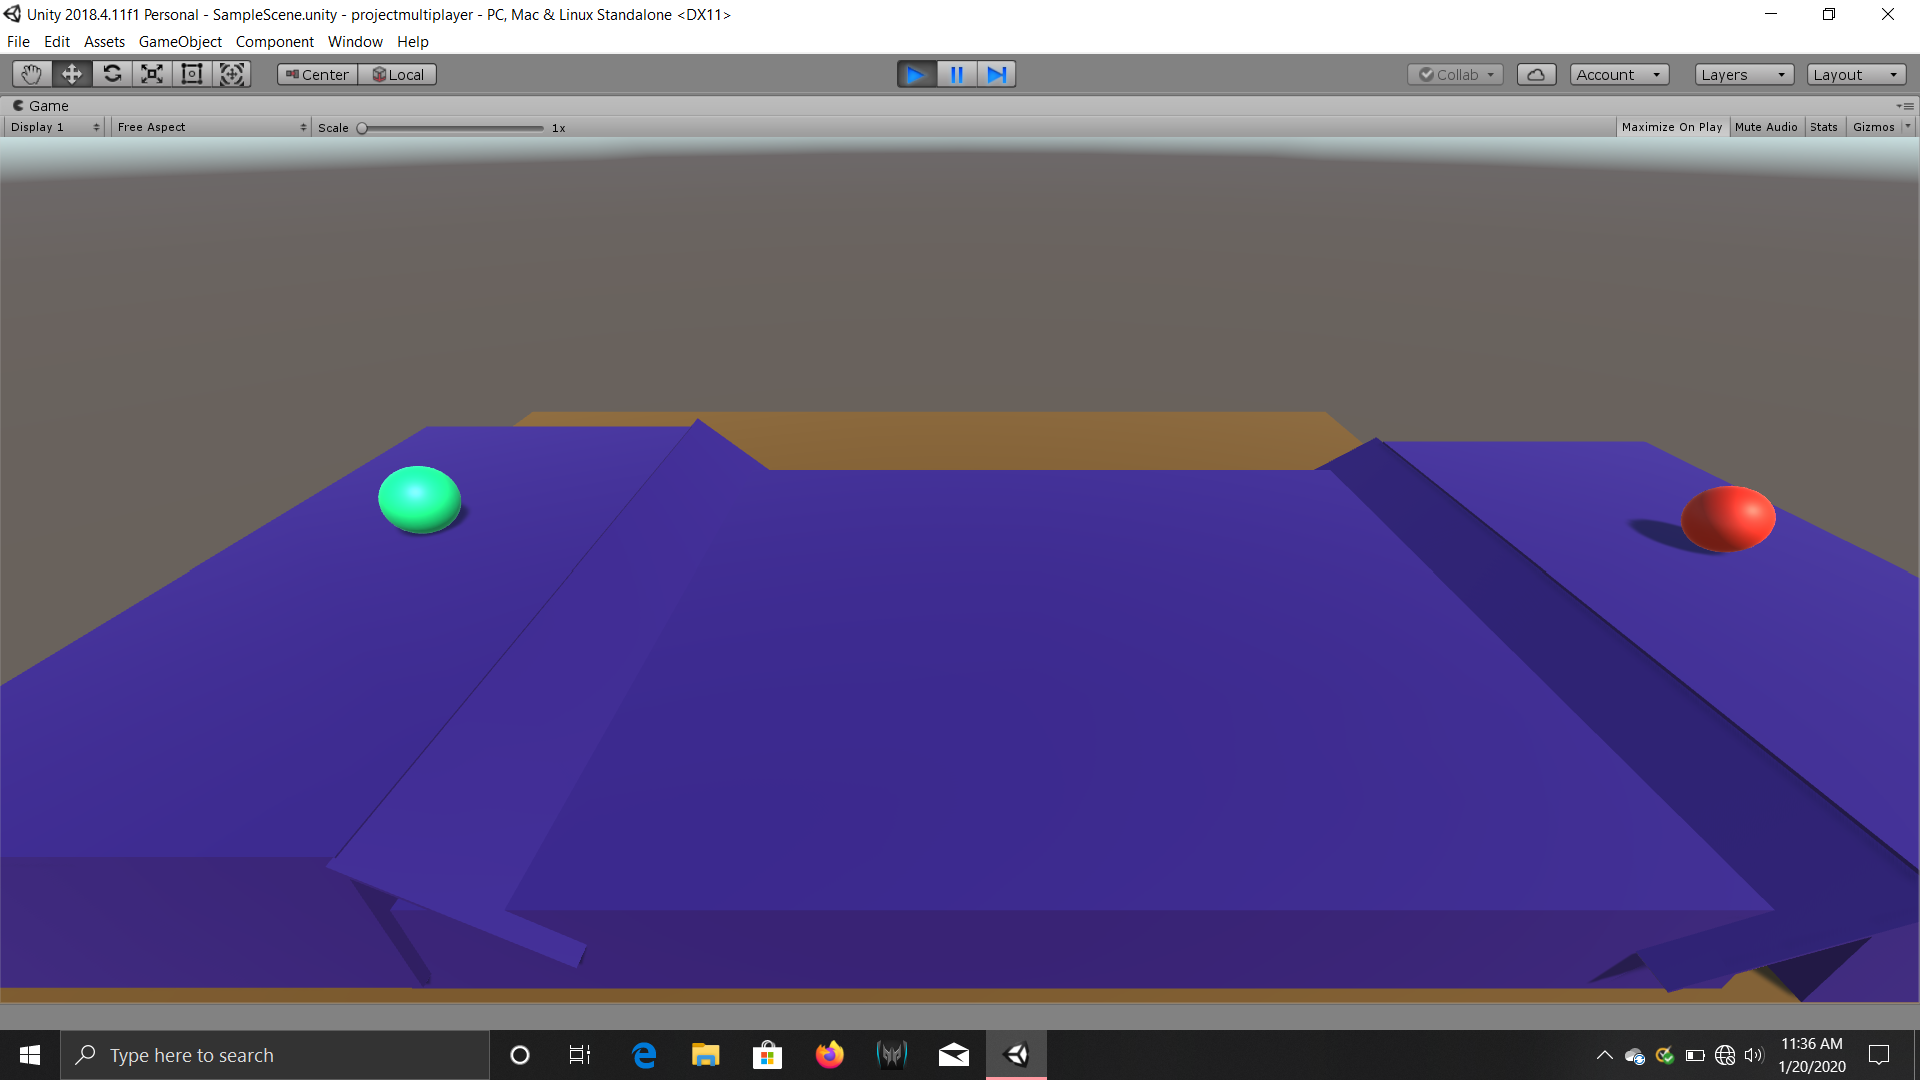 Unity 2018.4.11f1 Personal - SampleScene.unity - projectmultiplayer - PC, Mac & Linux Standalone <DX11>
File Edit Assets GameObject Component Window Help
Center Local Collab Account Layers Layout
Game
Display 1 Free Aspect Scale 1x Maximize On Play Mute Audio Stats Gizmos
Type here to search
11:36 AM
1/20/2020